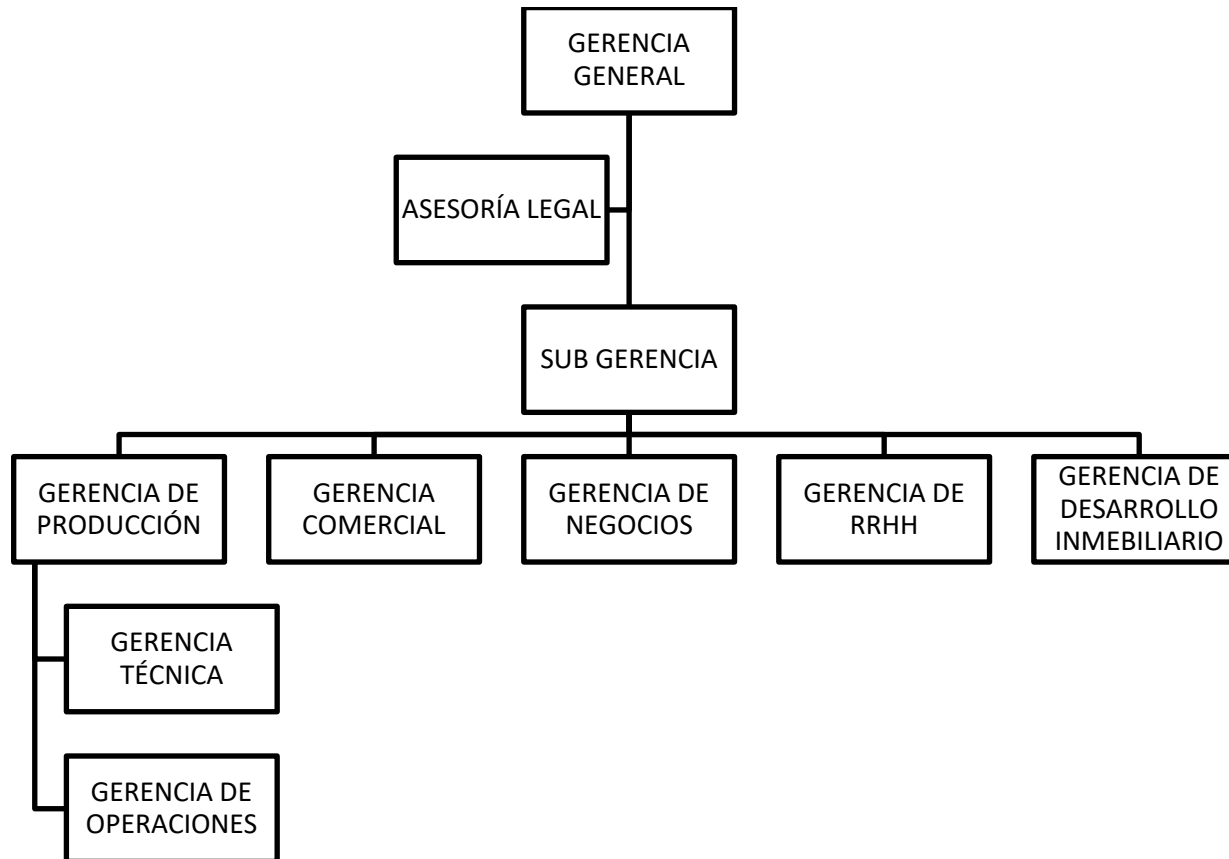 GERENCIA
GENERAL
ASESORÍA LEGAL
SUB GERENCIA
GERENCIA DE
PRODUCCIÓN
GERENCIA
COMERCIAL
GERENCIA DE
NEGOCIOS
GERENCIA DE
RRHH
GERENCIA DE
DESARROLLO
INMEBILIARIO
GERENCIA
TÉCNICA
GERENCIA DE
OPERACIONES